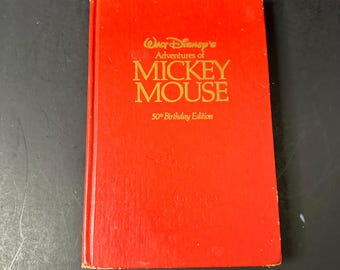 Walt Disney's
Adventures of
MICKEY
MOUSE
50th Birthday Edition